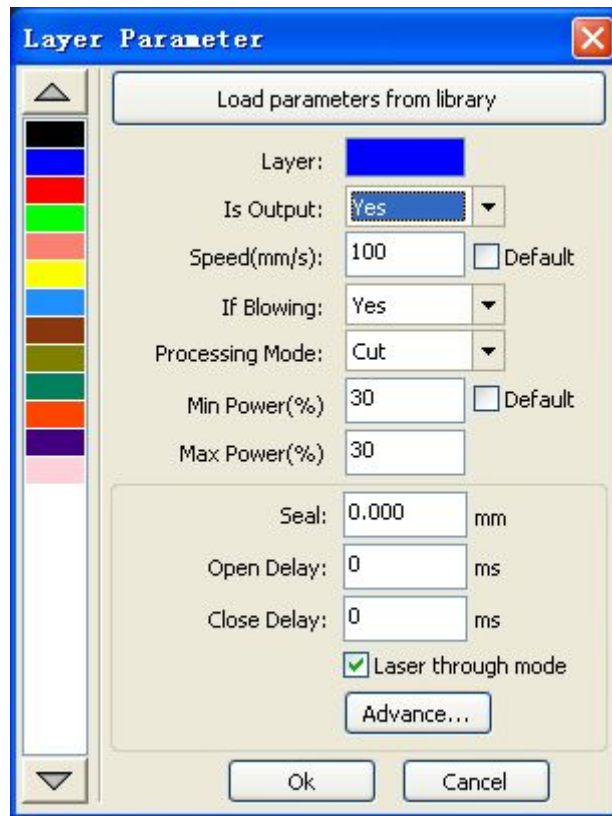 Layer Parameter
Load parameters from library
Layer:
Is Output: Yes
Speed(mm/s): 100 Default
If Blowing: Yes
Processing Mode: Cut
Min Power(%) 30 Default
Max Power(%) 30
Seal: 0.000 mm
Open Delay: 0 ms
Close Delay: 0 ms
Laser through mode
Advance...
Ok Cancel